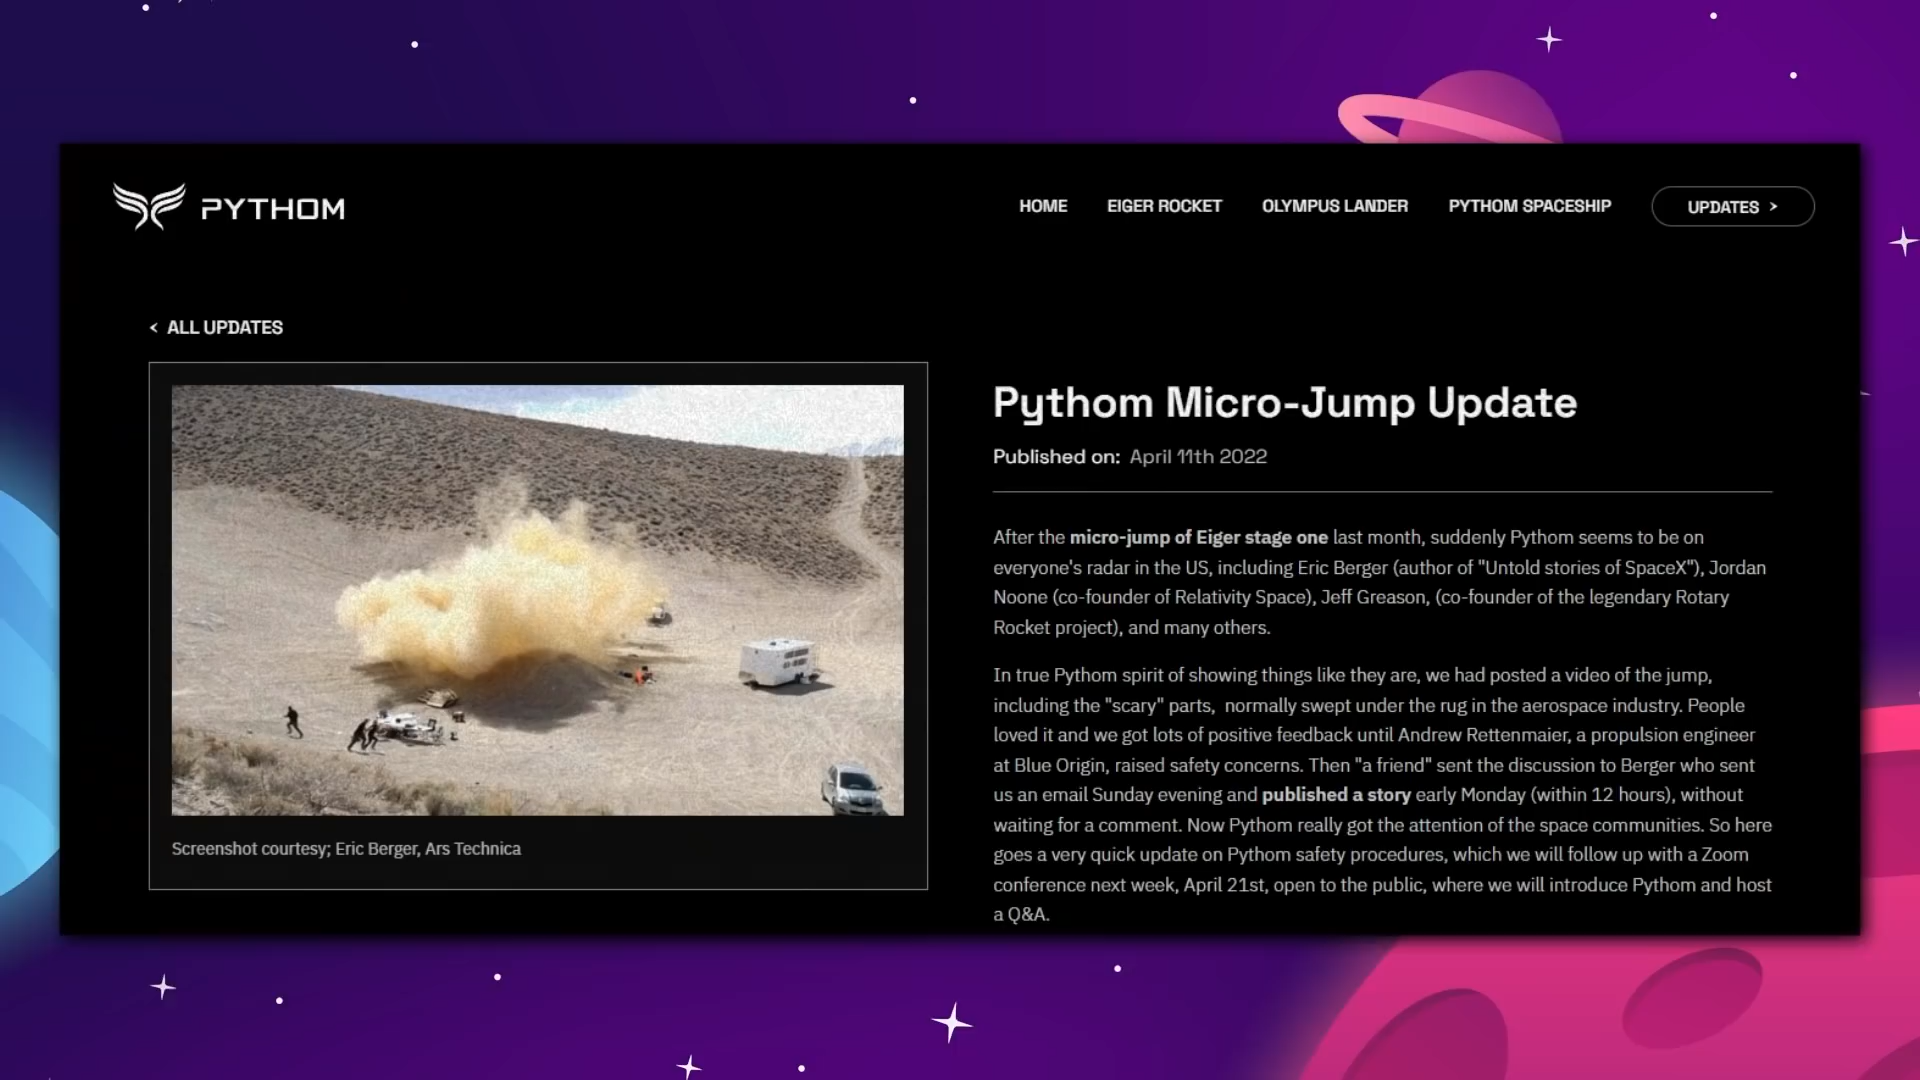 PYTHOM
HOME
EIGER ROCKET
OLYMPUS LANDER
PYTHOM SPACESHIP
UPDATES >
< ALL UPDATES
Screenshot courtesy; Eric Berger, Ars Technica
Pythom Micro-Jump Update
Published on: April 11th 2022
After the micro-jump of Eiger stage one last month, suddenly Pythom seems to be on
everyone's radar in the US, including Eric Berger (author of "Untold stories of SpaceX"), Jordan
Noone (co-founder of Relativity Space), Jeff Greason, (co-founder of the legendary Rotary
Rocket project), and many others.
In true Pythom spirit of showing things like they are, we had posted a video of the jump,
including the "scary" parts, normally swept under the rug in the aerospace industry. People
loved it and we got lots of positive feedback until Andrew Rettenmaier, a propulsion engineer
at Blue Origin, raised safety concerns. Then "a friend" sent the discussion to Berger who sent
us an email Sunday evening and published a story early Monday (within 12 hours), without
waiting for a comment. Now Pythom really got the attention of the space communities. So here
goes a very quick update on Pythom safety procedures, which we will follow up with a Zoom
conference next week, April 21st, open to the public, where we will introduce Pythom and host
a Q&A.